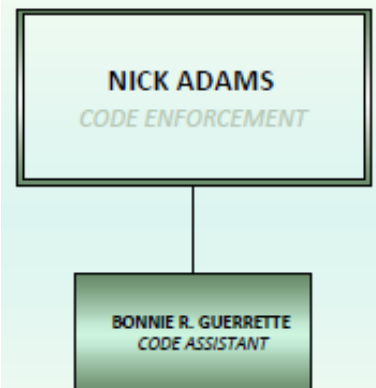 NICK ADAMS
CODE ENFORCEMENT
BONNIE R. GUERRETTE
CODE ASSISTANT